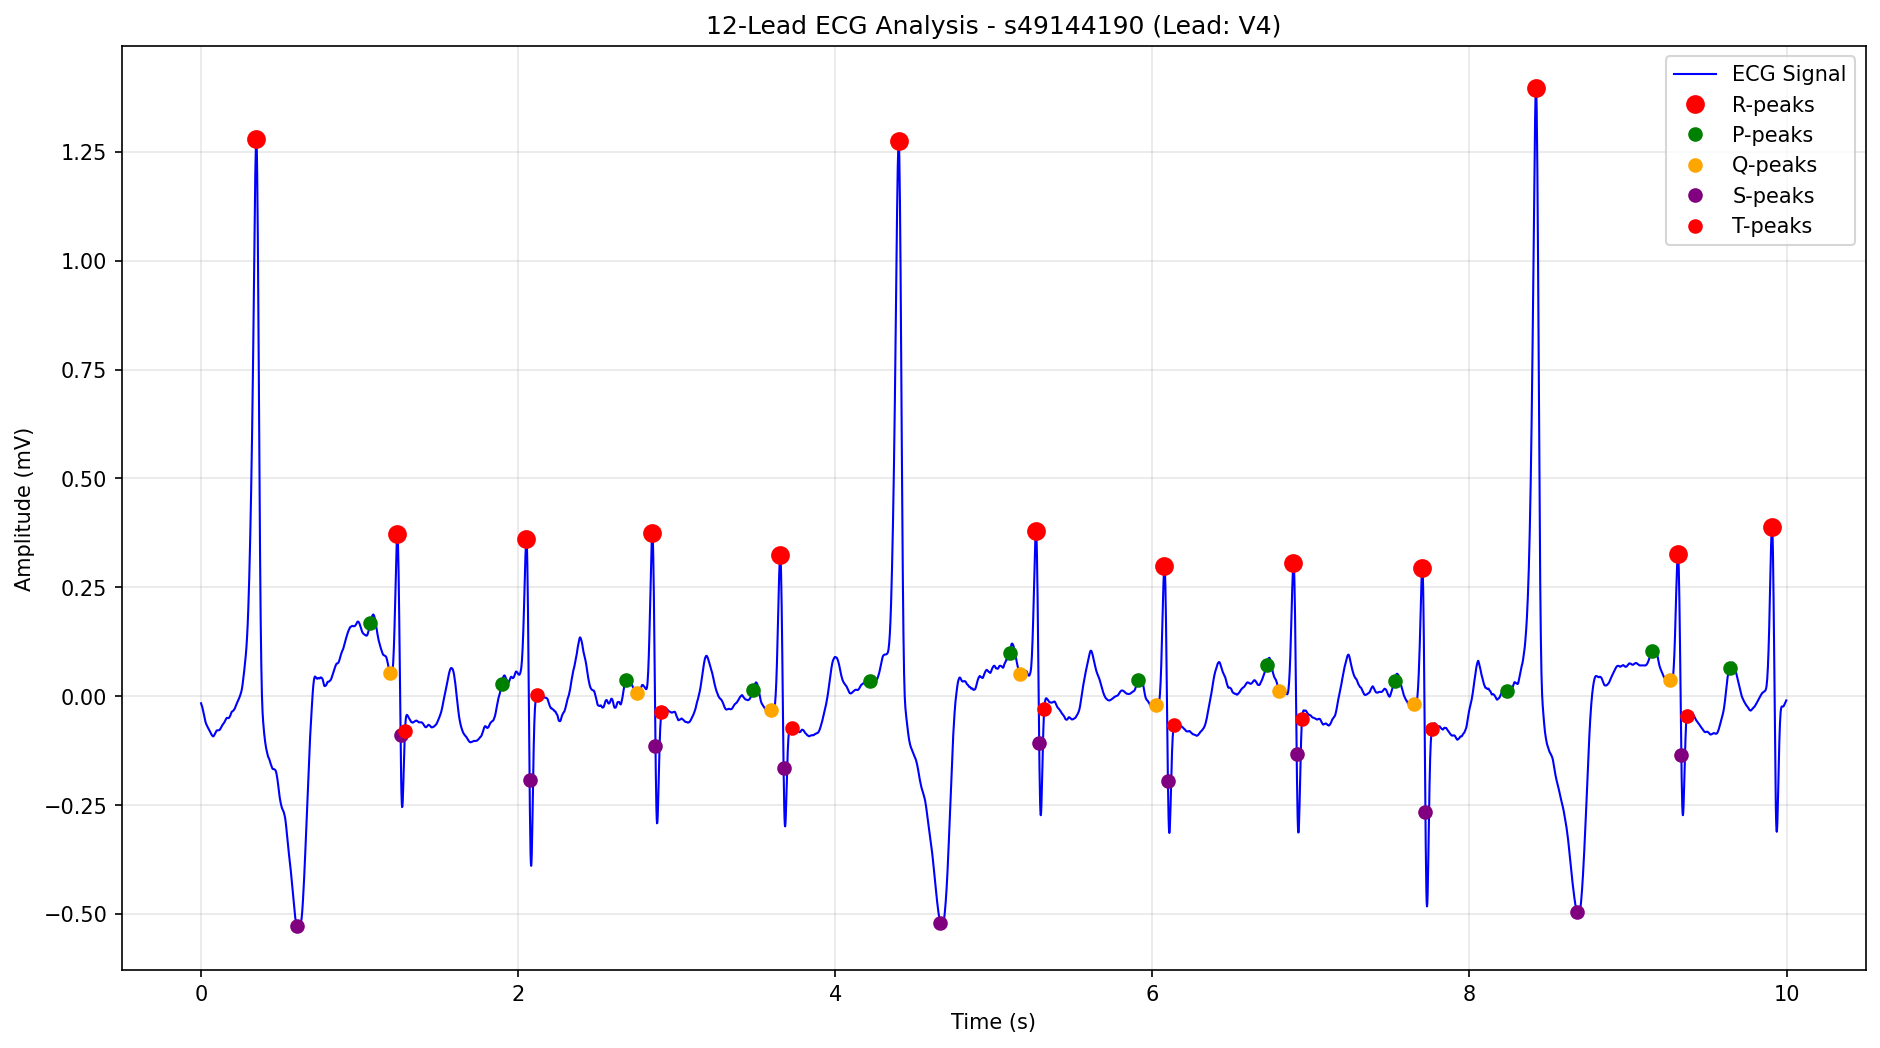 12-Lead ECG Analysis - s49144190 (Lead: V4)
ECG Signal
R-peaks
P-peaks
Q-peaks
S-peaks
T-peaks
Amplitude (mV)
1.25
1.00
0.75
0.50
0.25
0.00
−0.25
−0.50
0 2 4 6 8 10
Time (s)